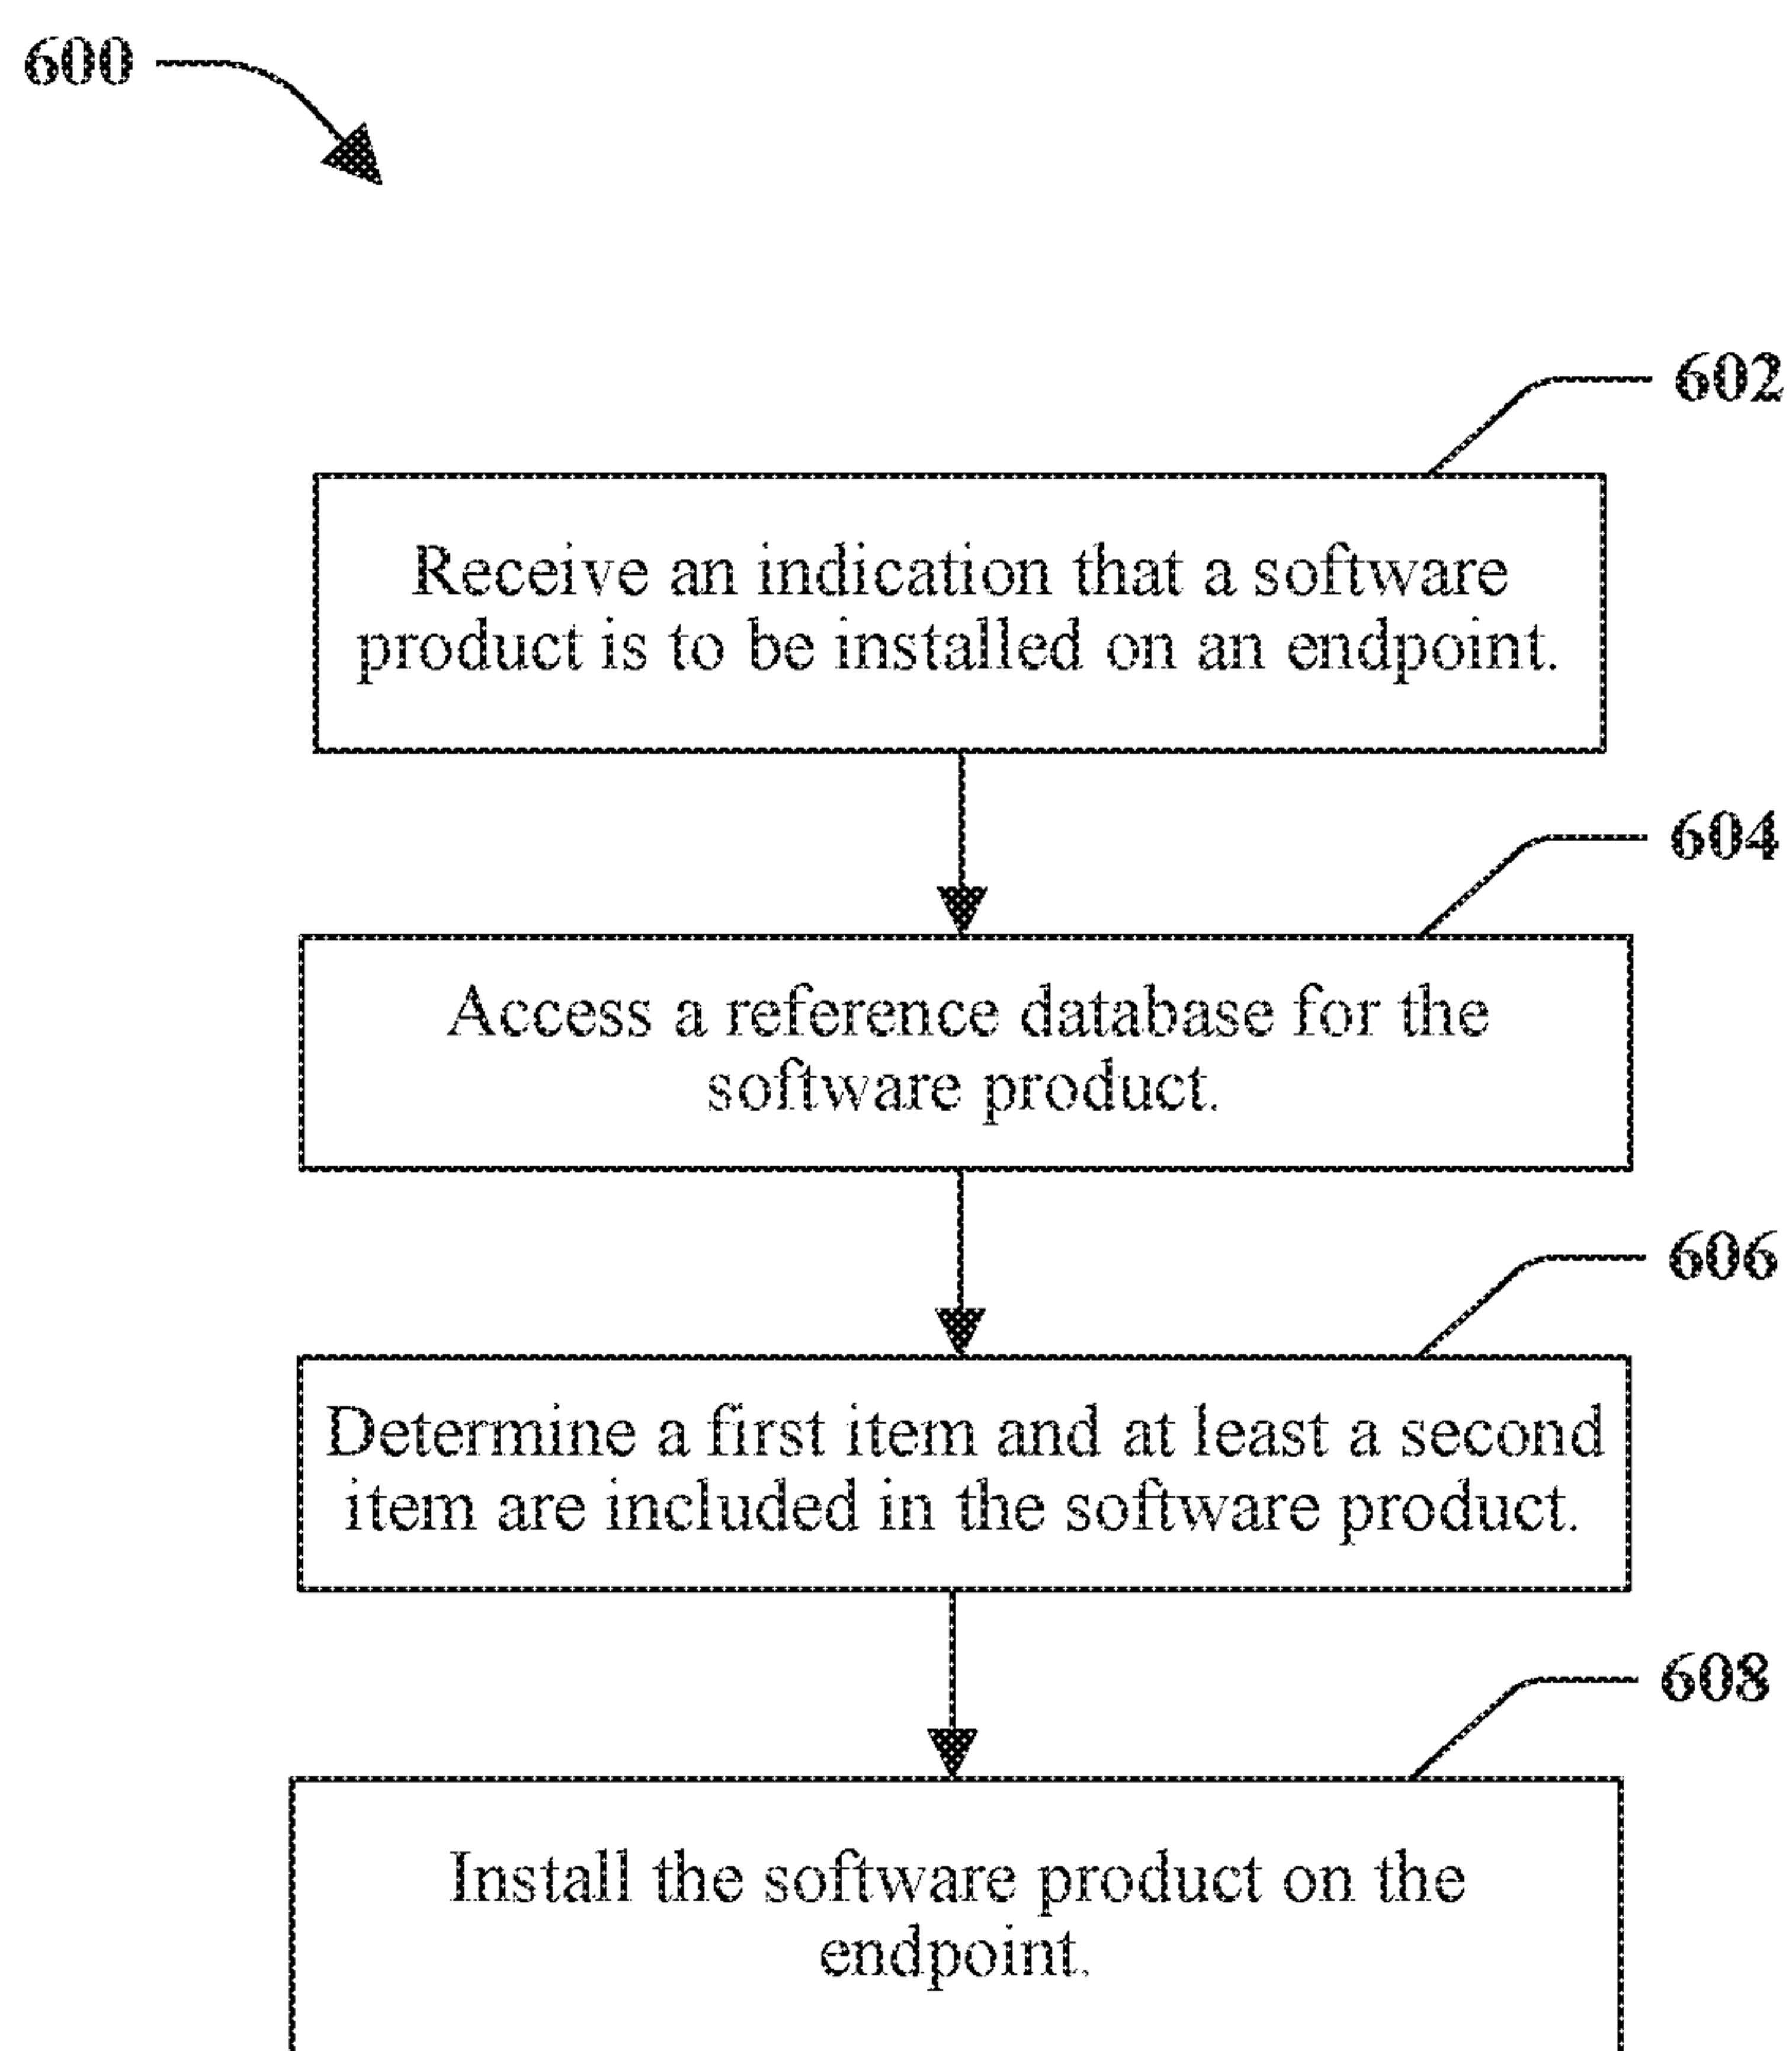 600
602
Receive an indication that a software
product is to be installed on an endpoint.
604
Access a reference database for the
software product.
606
Determine a first item and at least a second
item are included in the software product.
608
Install the software product on the
endpoint.